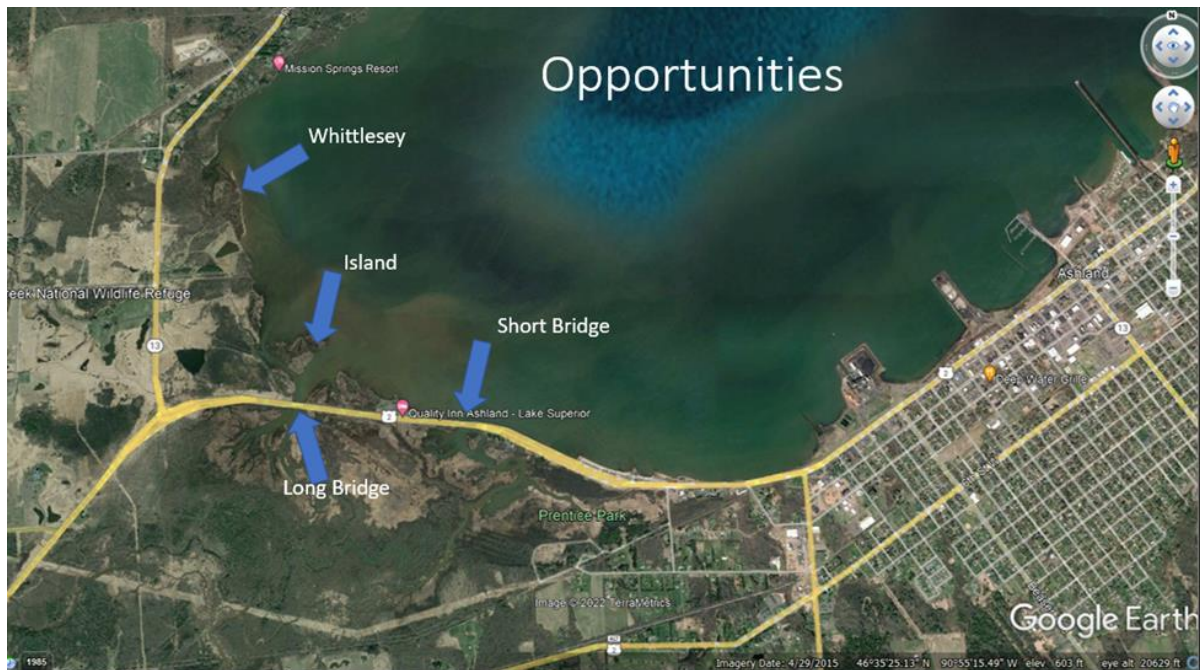 Opportunities
N
Mission Springs Resort
Whittlesey
Island
Ashland
reek National Wildlife Refuge
Short Bridge
13
13
2
Deep Water Grille
2
Quality Inn Ashland - Lake Superior
Long Bridge
Prentice Park
Image © 2022 TerraMetrics
Google Earth
2
1985
Imagery Date: 4/29/2015 46°35'25.13" N 90°55'15.49" W elev 603 ft eye alt 20629 ft